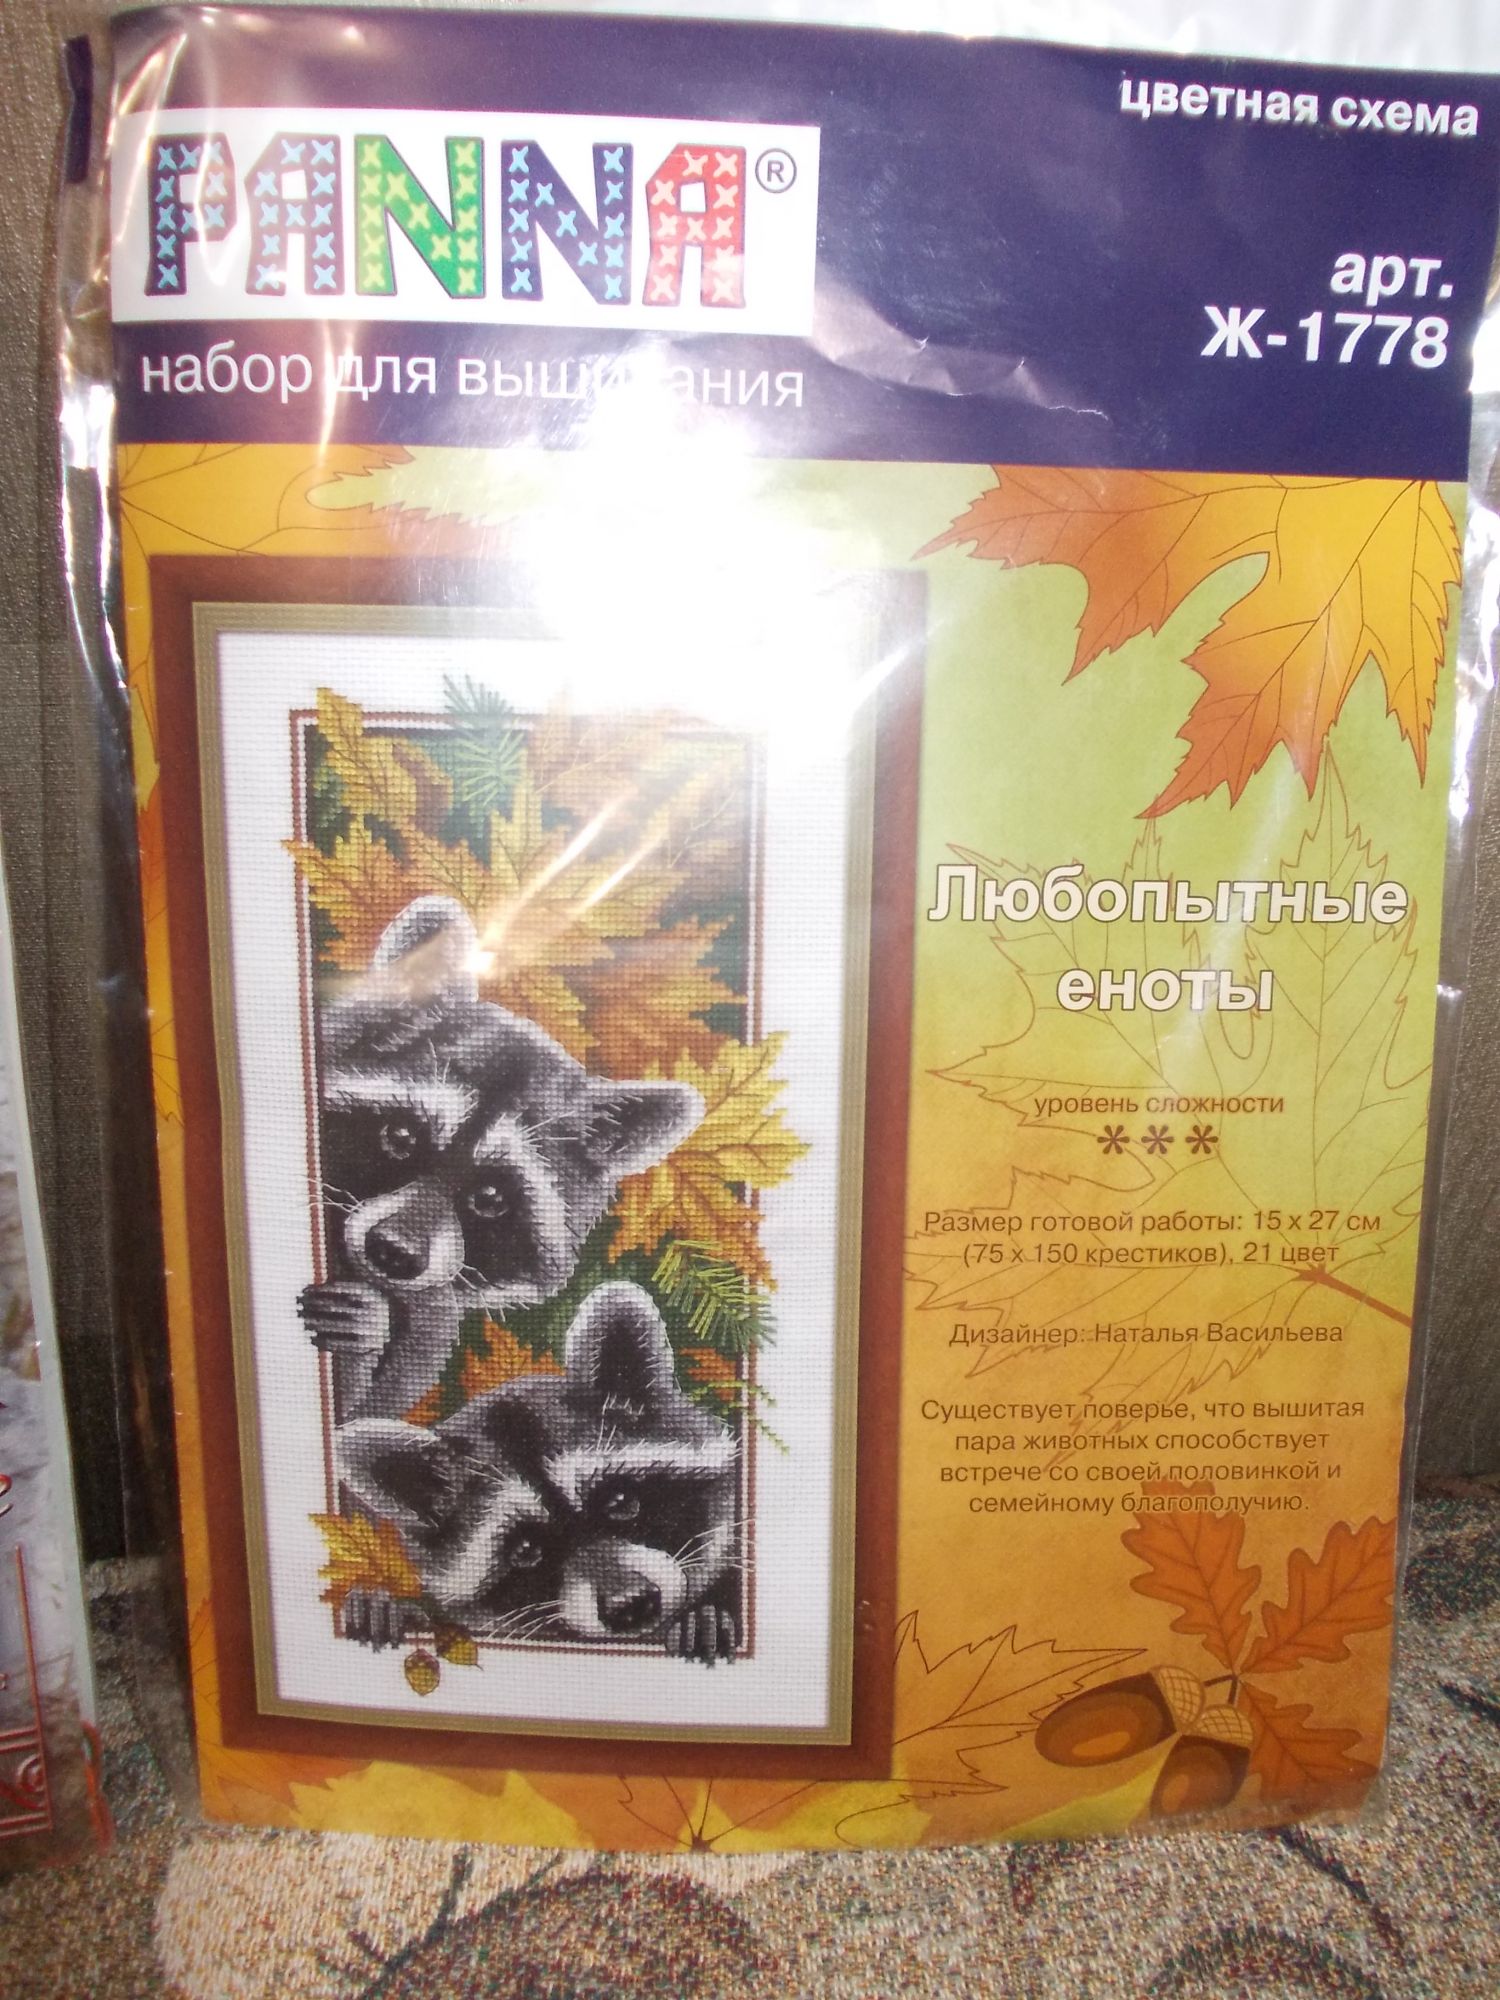 цветная схема
PANNA®
арт.
Ж-1778
набор для вышивания
Любопытные
еноты
уровень сложности
* * *
Размер готовой работы: 15 х 27 см
(75 х 150 крестиков), 21 цвет
Дизайнер: Наталья Васильева
Существует поверье, что вышитая
пара животных способствует
встрече со своей половинкой и
семейному благополучию.